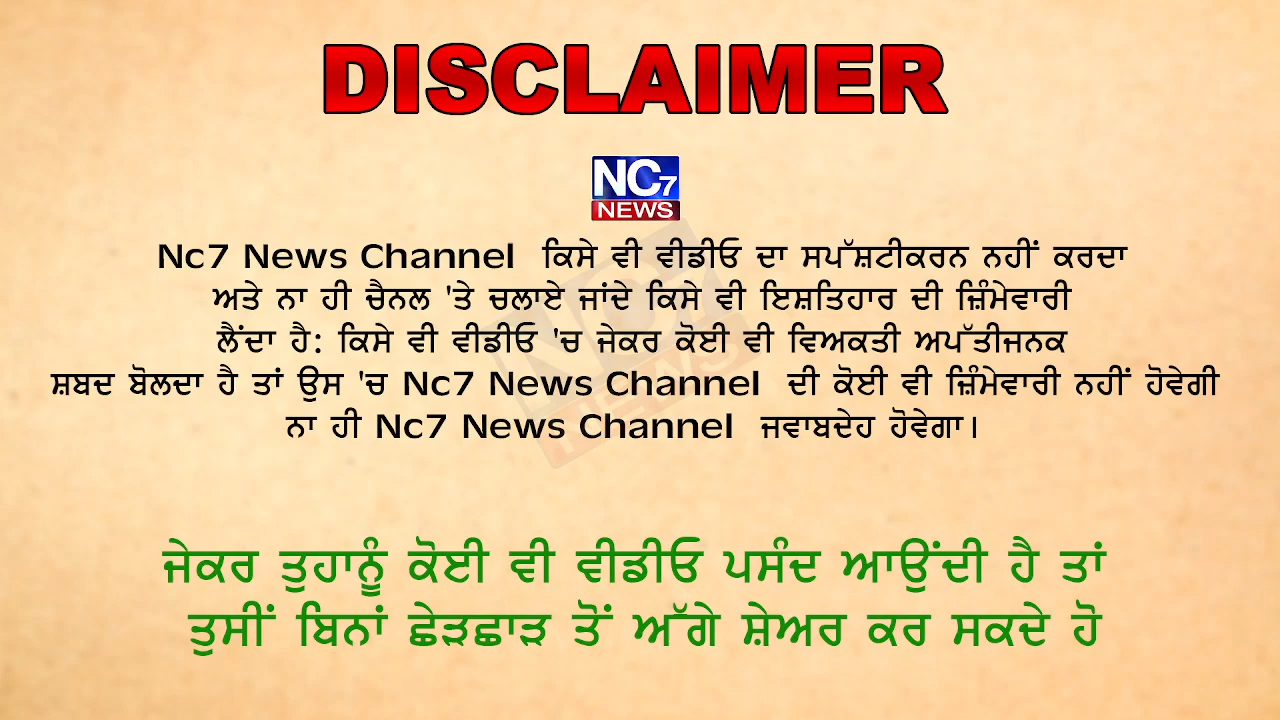 DISCLAIMER
NC7
NEWS
Nc7 News Channel ਕਿਸੇ ਵੀ ਵੀਡੀਓ ਦਾ ਸਪੱਸ਼ਟੀਕਰਨ ਨਹੀਂ ਕਰਦਾ
ਅਤੇ ਨਾ ਹੀ ਚੈਨਲ 'ਤੇ ਚਲਾਏ ਜਾਂਦੇ ਕਿਸੇ ਵੀ ਇਸ਼ਤਿਹਾਰ ਦੀ ਜ਼ਿੰਮੇਵਾਰੀ
ਲੈਂਦਾ ਹੈ: ਕਿਸੇ ਵੀ ਵੀਡੀਓ 'ਚ ਜੇਕਰ ਕੋਈ ਵੀ ਵਿਅਕਤੀ ਅਪੱਤੀਜਨਕ
ਸ਼ਬਦ ਬੋਲਦਾ ਹੈ ਤਾਂ ਉਸ 'ਚ Nc7 News Channel ਦੀ ਕੋਈ ਵੀ ਜ਼ਿੰਮੇਵਾਰੀ ਨਹੀਂ ਹੋਵੇਗੀ
ਨਾ ਹੀ Nc7 News Channel ਜਵਾਬਦੇਹ ਹੋਵੇਗਾ।
ਜੇਕਰ ਤੁਹਾਨੂੰ ਕੋਈ ਵੀ ਵੀਡੀਓ ਪਸੰਦ ਆਉਂਦੀ ਹੈ ਤਾਂ
ਤੁਸੀਂ ਬਿਨਾਂ ਛੇੜਛਾੜ ਤੋਂ ਅੱਗੇ ਸ਼ੇਅਰ ਕਰ ਸਕਦੇ ਹੋ